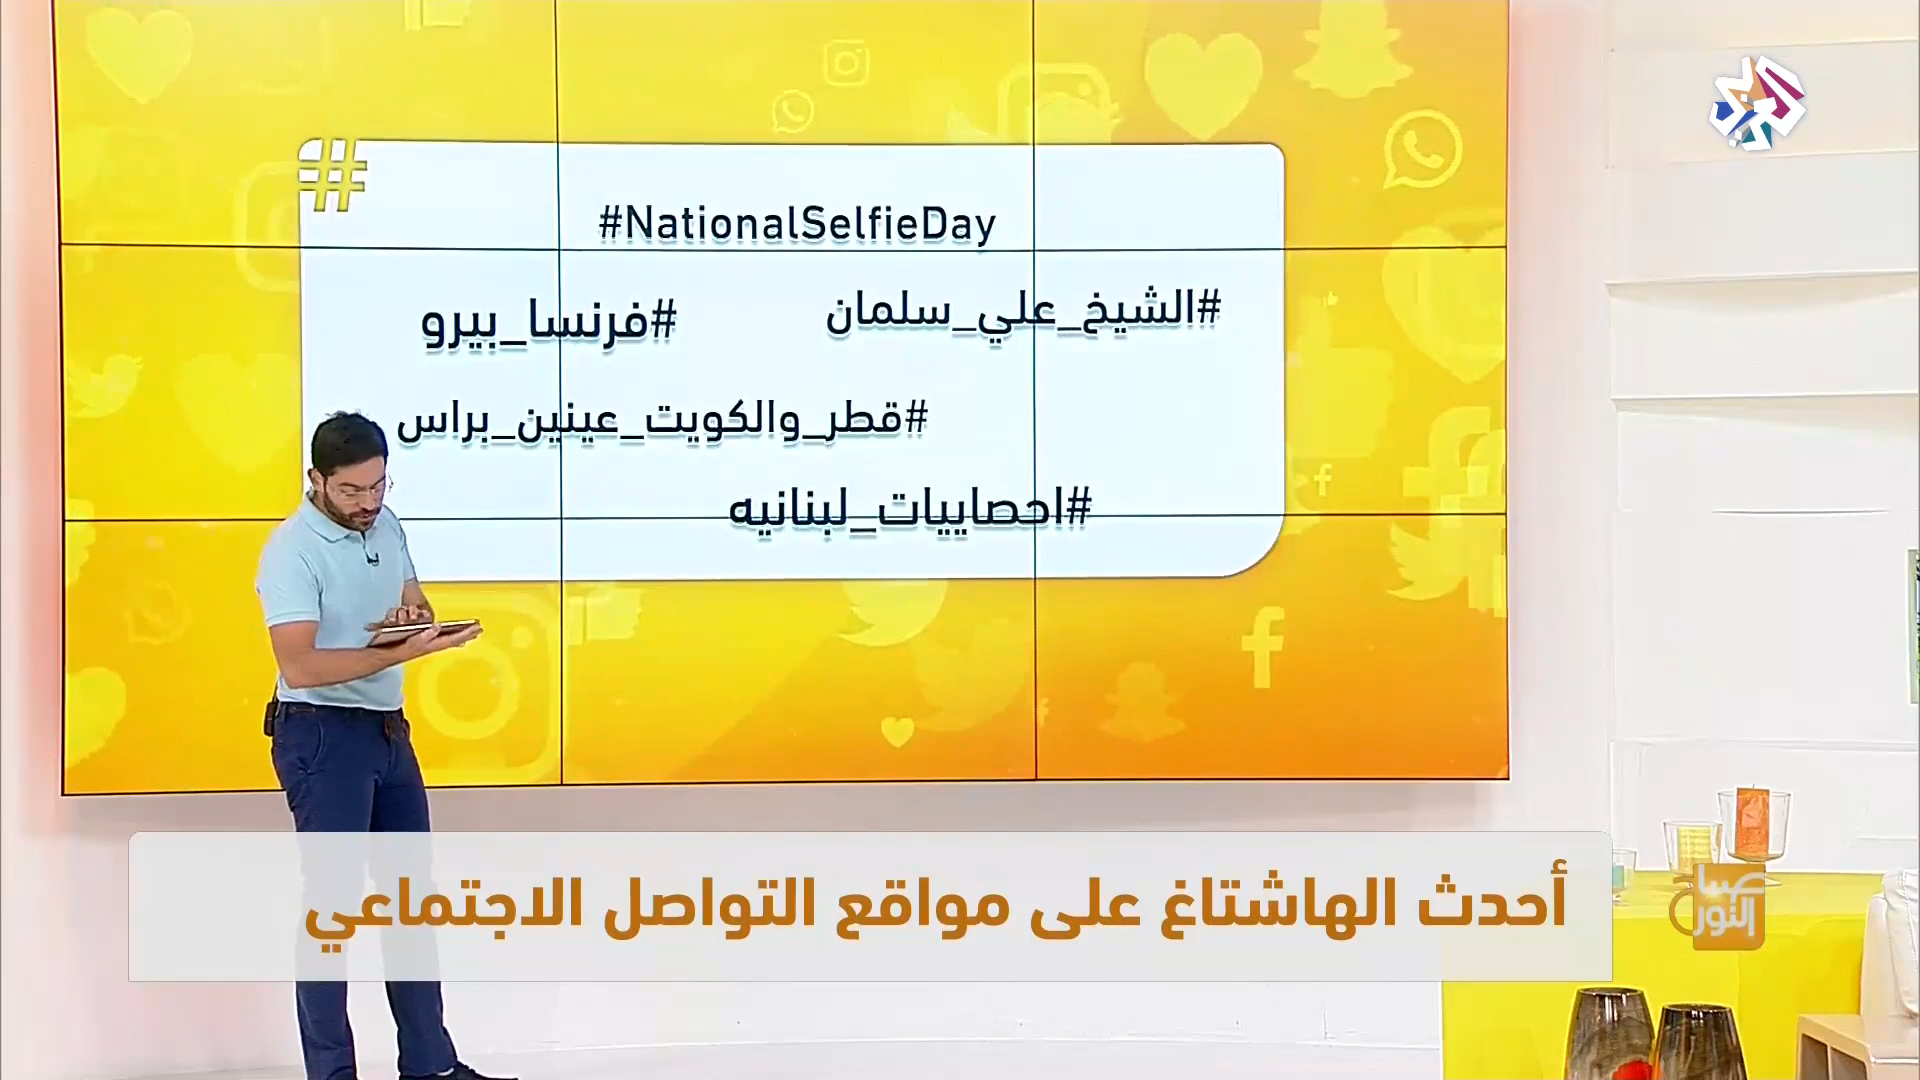 #NationalSelfieDay
#الشيخ_علي_سلمان
#فرنسا_بيرو
#قطر_والكويت_عينين_براس
#احصاييات_لبنانيه
أحدث الهاشتاغ على مواقع التواصل الاجتماعي
صباح النور